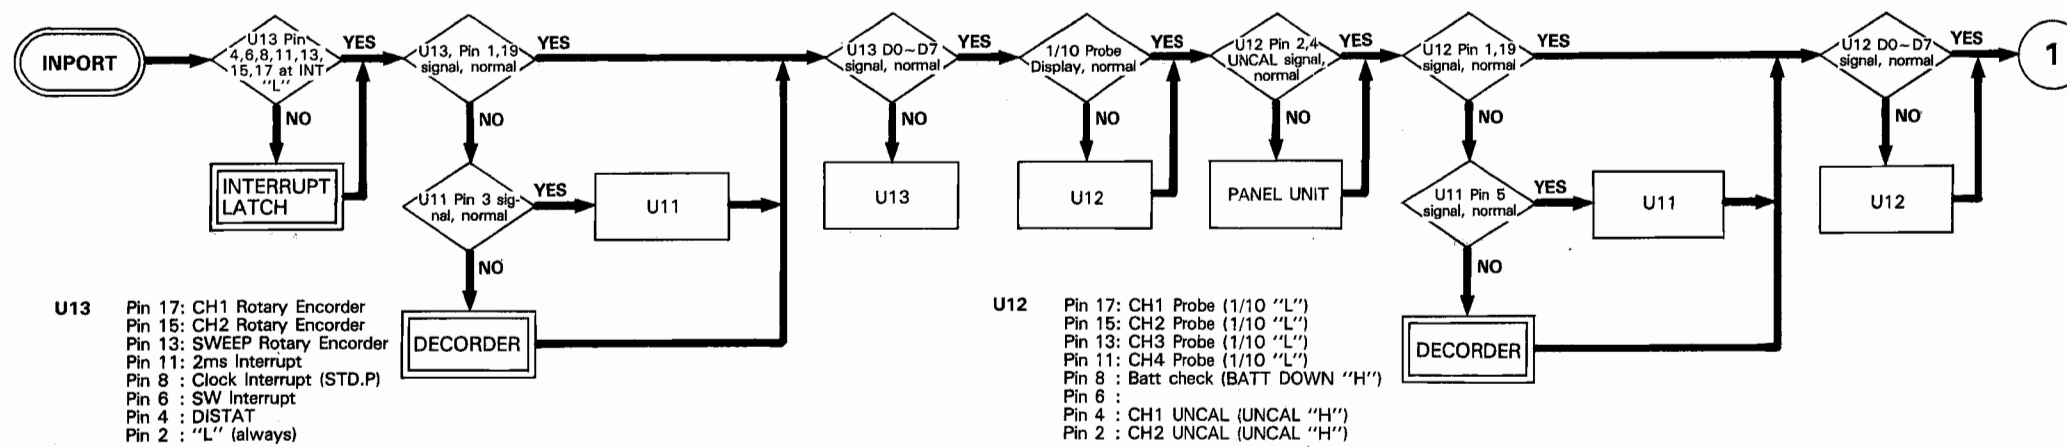 INPORT
U13 Pin
4,6,8,11,13,
15,17 at INT
"L"
YES
NO
INTERRUPT
LATCH
U13, Pin 1,19
signal, normal
YES
NO
U11 Pin 3 sig-
nal, normal
YES
U11
NO
DECORDER
U13 D0~D7
signal, normal
YES
NO
U13
1/10 Probe
Display, normal
YES
NO
U12
U12 Pin 2,4
UNCAL signal,
normal
YES
NO
PANEL UNIT
U12 Pin 1,19
signal, normal
YES
NO
U11 Pin 5
signal, normal
YES
U11
NO
DECORDER
U12 D0~D7
signal, normal
YES
NO
U12
1
U13 Pin 17: CH1 Rotary Encorder
Pin 15: CH2 Rotary Encorder
Pin 13: SWEEP Rotary Encorder
Pin 11: 2ms Interrupt
Pin 8 : Clock Interrupt (STD.P)
Pin 6 : SW Interrupt
Pin 4 : DISTAT
Pin 2 : "L" (always)
U12 Pin 17: CH1 Probe (1/10 "L")
Pin 15: CH2 Probe (1/10 "L")
Pin 13: CH3 Probe (1/10 "L")
Pin 11: CH4 Probe (1/10 "L")
Pin 8 : Batt check (BATT DOWN "H")
Pin 6 :
Pin 4 : CH1 UNCAL (UNCAL "H")
Pin 2 : CH2 UNCAL (UNCAL "H")